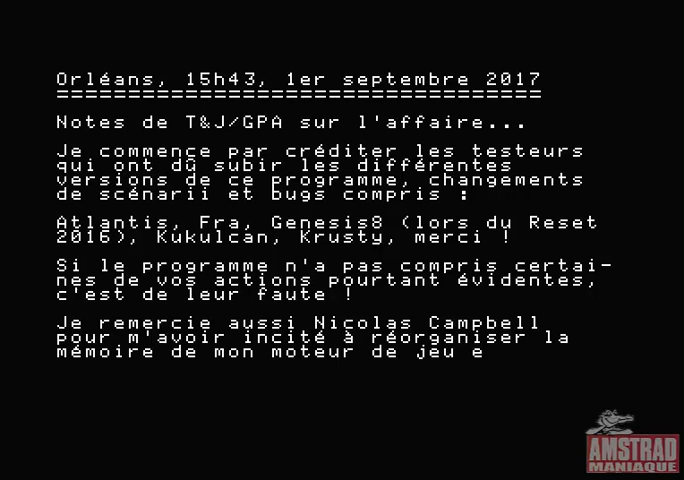 Orléans, 15h43, 1er septembre 2017
==================================
Notes de T&J/GPA sur l'affaire...
Je commence par créditer les testeurs
qui ont dû subir les différentes
versions de ce programme, changements
de scénarii et bugs compris :
Atlantis, Fra, Genesis8 (lors du Reset
2016), Kukulcan, Krusty, merci !
Si le programme n'a pas compris certai-
nes de vos actions pourtant évidentes,
c'est de leur faute !
Je remercie aussi Nicolas Campbell
pour m'avoir incité à réorganiser la
mémoire de mon moteur de jeu e
AMSTRAD
MANIAQUE